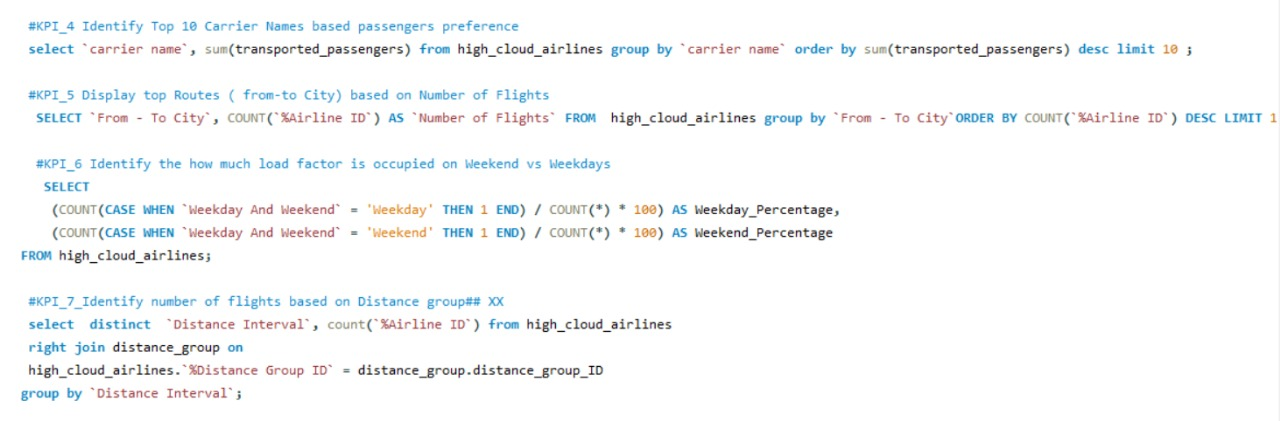 #KPI_4 Identify Top 10 Carrier Names based passengers preference
select `carrier name`, sum(transported_passengers) from high_cloud_airlines group by `carrier name` order by sum(transported_passengers) desc limit 10 ;
#KPI_5 Display top Routes ( from-to City) based on Number of Flights
SELECT `From - To City`, COUNT(`%Airline ID`) AS `Number of Flights` FROM  high_cloud_airlines group by `From - To City`ORDER BY COUNT(`%Airline ID`) DESC LIMIT 1
#KPI_6 Identify the how much load factor is occupied on Weekend vs Weekdays
SELECT
(COUNT(CASE WHEN `Weekday And Weekend` = 'Weekday' THEN 1 END) / COUNT(*) * 100) AS Weekday_Percentage,
(COUNT(CASE WHEN `Weekday And Weekend` = 'Weekend' THEN 1 END) / COUNT(*) * 100) AS Weekend_Percentage
FROM high_cloud_airlines;
#KPI_7_Identify number of flights based on Distance group## XX
select  distinct  `Distance Interval`, count(`%Airline ID`) from high_cloud_airlines
right join distance_group on
high_cloud_airlines.`%Distance Group ID` = distance_group.distance_group_ID
group by `Distance Interval`;